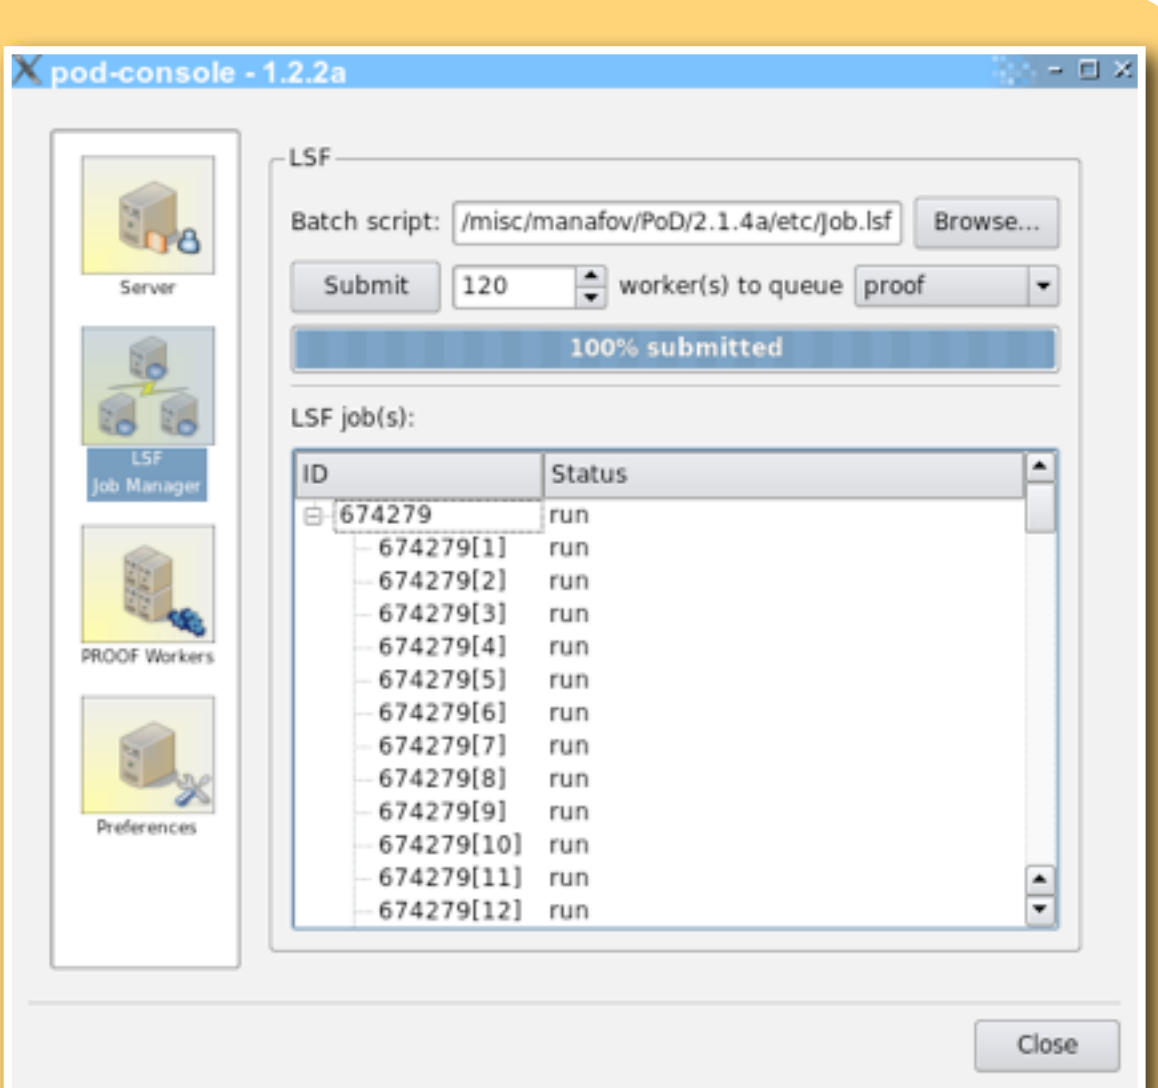 pod-console - 1.2.2a
Server
LSF
Job Manager
PROOF Workers
Preferences
LSF
Batch script: /misc/manafov/PoD/2.1.4a/etc/Job.lsf Browse...
Submit 120 worker(s) to queue proof
100% submitted
LSF job(s):
ID Status
674279 run
674279[1] run
674279[2] run
674279[3] run
674279[4] run
674279[5] run
674279[6] run
674279[7] run
674279[8] run
674279[9] run
674279[10] run
674279[11] run
674279[12] run
Close